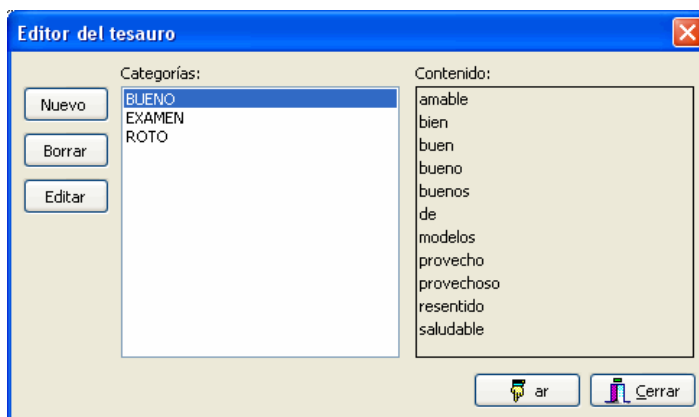 Editor del tesauro
Categorías:
Contenido:
Nuevo
Borrar
Editar
BUENO
EXAMEN
ROTO
amable
bien
buen
bueno
buenos
de
modelos
provecho
provechoso
resentido
saludable
ar
Cerrar